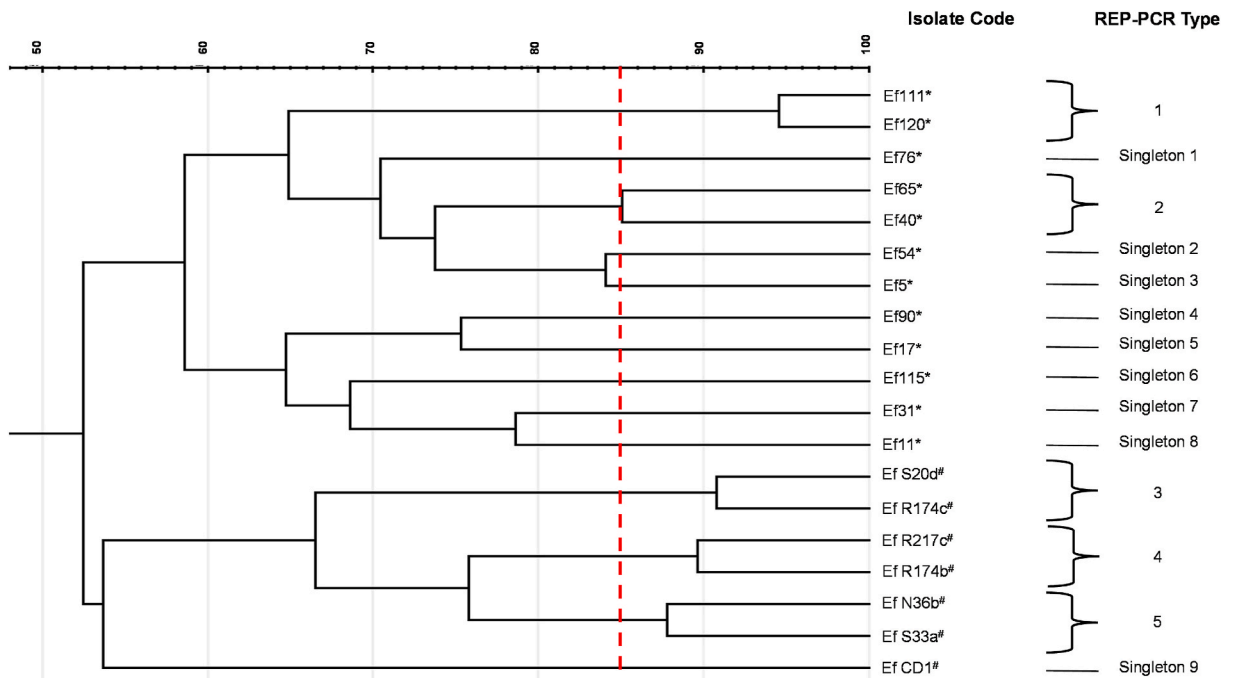 Isolate Code REP-PCR Type
50 60 70 80 90 100
Ef111*
1
Ef120*
Ef76* Singleton 1
Ef65*
2
Ef40*
Ef54* Singleton 2
Ef5* Singleton 3
Ef90* Singleton 4
Ef17* Singleton 5
Ef115* Singleton 6
Ef31* Singleton 7
Ef11* Singleton 8
Ef S20d#
3
Ef R174c#
Ef R217c#
4
Ef R174b#
Ef N36b#
5
Ef S33a#
Ef CD1# Singleton 9